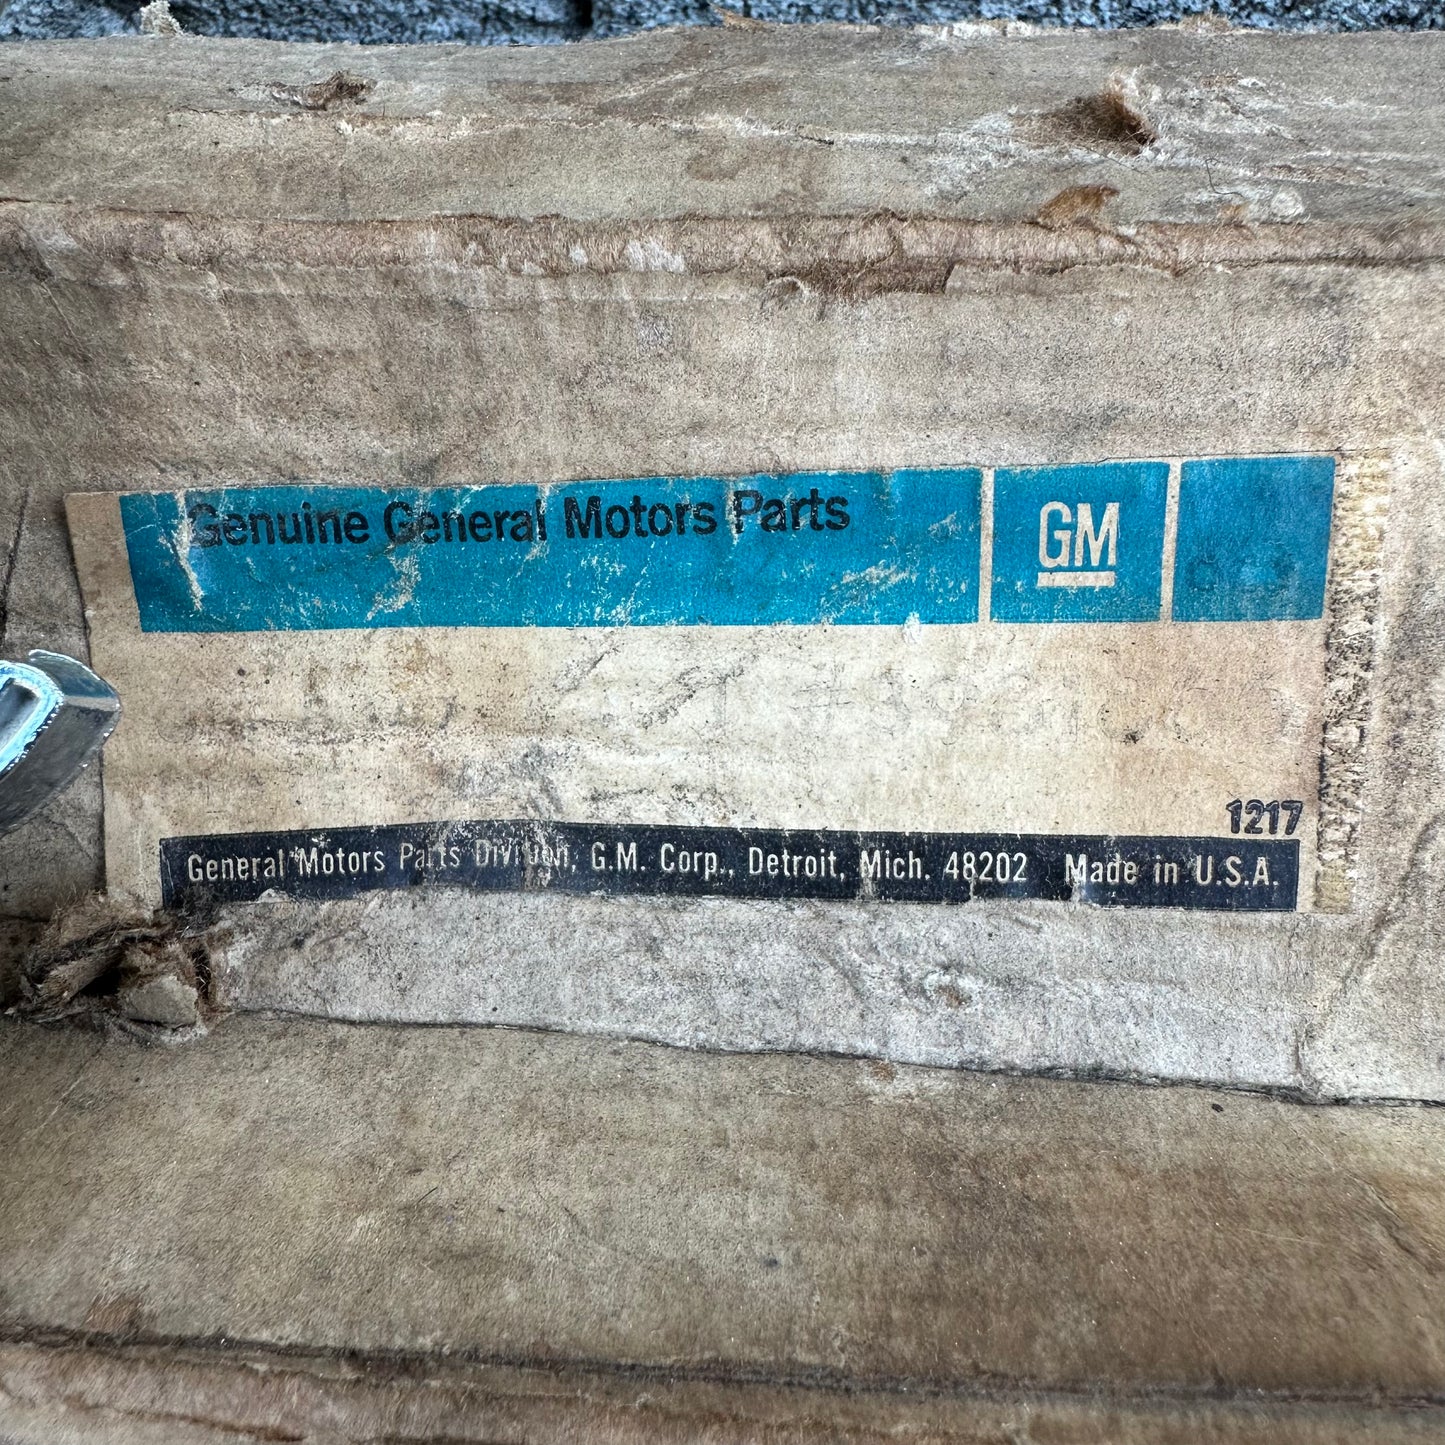 Genuine General Motors Parts
GM
1217
General Motors Parts Division, G.M. Corp., Detroit, Mich. 48202 Made in U.S.A.